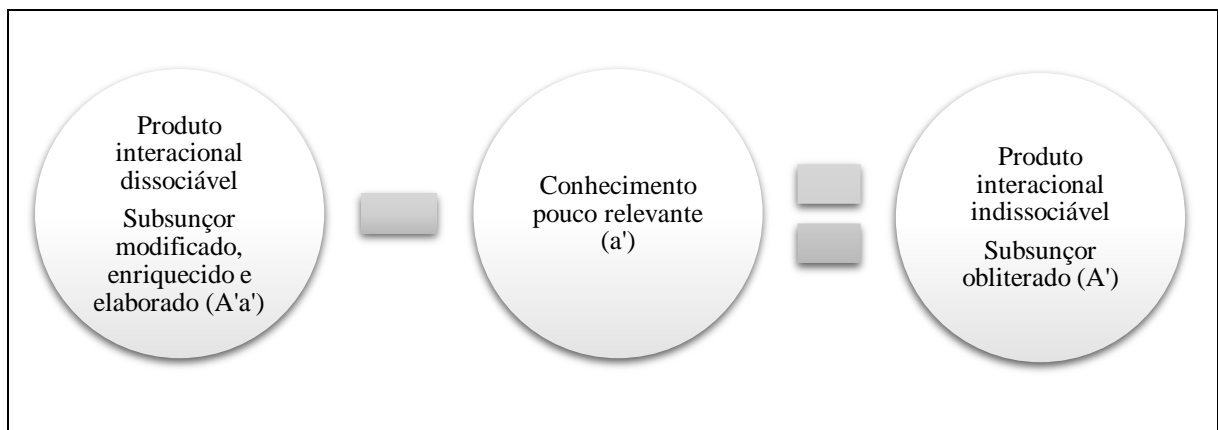 Produto
interacional
dissociável
Subsunçor
modificado,
enriquecido e
elaborado (A'a')
Conhecimento
pouco relevante
(a')
Produto
interacional
indissociável
Subsunçor
obliterado (A')